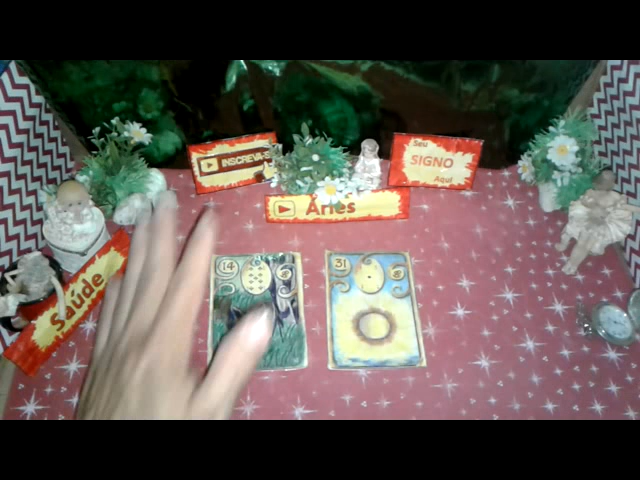 INSCREVA-
Seu
SIGNO
Aqui
Áries
Saúde
14
31